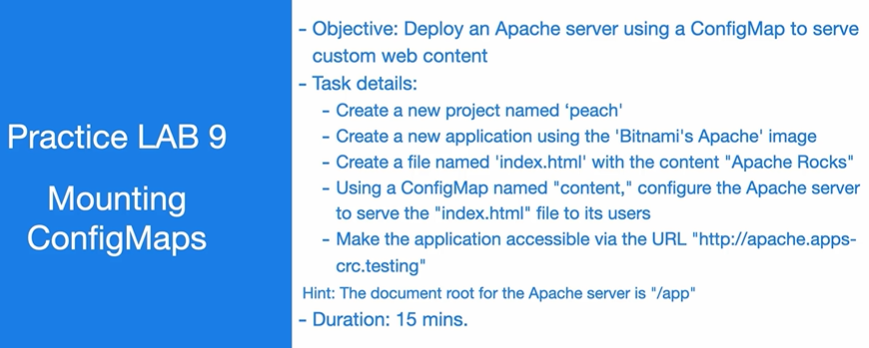 Practice LAB 9
Mounting
ConfigMaps
- Objective: Deploy an Apache server using a ConfigMap to serve
custom web content
- Task details:
- Create a new project named ‘peach'
- Create a new application using the 'Bitnami's Apache' image
- Create a file named 'index.html' with the content "Apache Rocks"
- Using a ConfigMap named "content," configure the Apache server
to serve the "index.html" file to its users
- Make the application accessible via the URL "http://apache.apps-
crc.testing"
Hint: The document root for the Apache server is "/app"
- Duration: 15 mins.